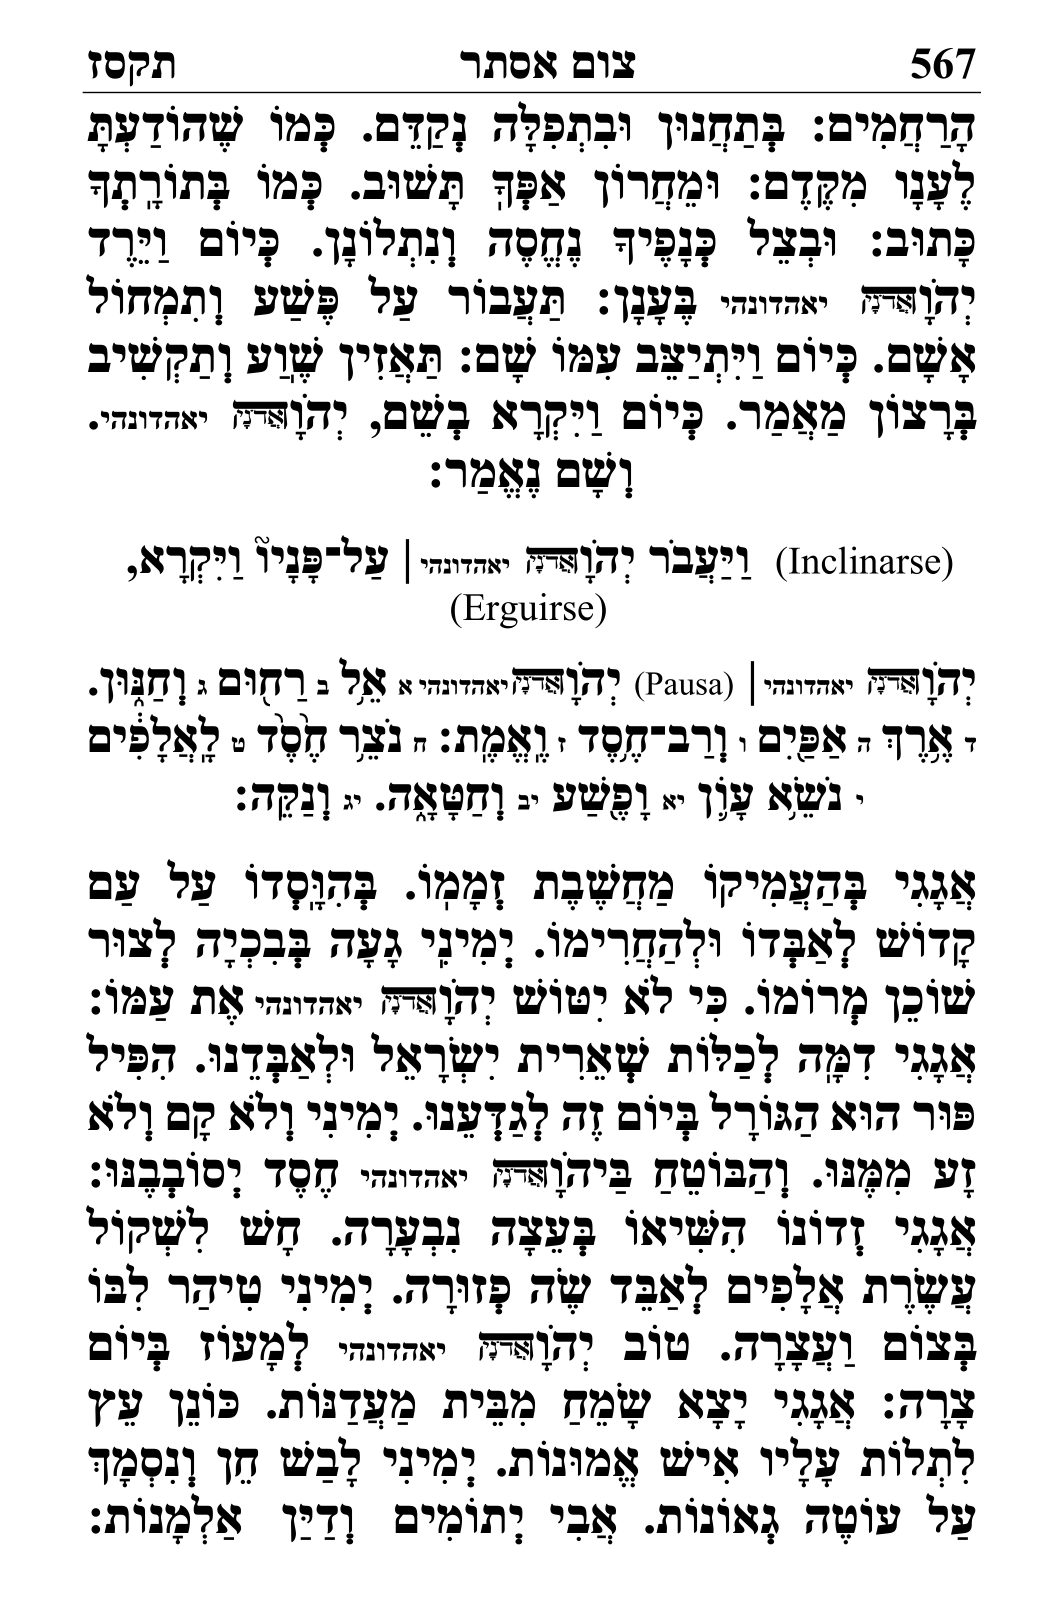 567 צום אסתר תקסז
הָרַחֲמִים: בְּתַחֲנוּן וּבִתְפִלָּה נְקַדֵּם. כְּמוֹ שֶׁהוֹדַעְתָּ
לֶעָנָו מִקֶּדֶם: וּמֵחֲרוֹן אַפְּךָ תָּשׁוּב. כְּמוֹ בְּתוֹרָתְךָ
כָּתוּב: וּבְצֵל כְּנָפֶיךָ נֶחֱסֶה וְנִתְלוֹנָן. כְּיוֹם וַיֵּרֶד
יְהֹוָאֲדֹנָי יאהדונהי בֶּעָנָן: תַּעֲבוֹר עַל פֶּשַׁע וְתִמְחוֹל
אָשָׁם. כְּיוֹם וַיִּתְיַצֵּב עִמּוֹ שָׁם: תַּאֲזִין שַׁוְעָ וְתַקְשִׁיב
בְּרָצוֹן מַאֲמַר. כְּיוֹם וַיִּקְרָא בְשֵׁם, יְהֹוָאֲדֹנָי יאהדונהי.
וְשָׁם נֶאֱמַר:
(Inclinarse) וַיַּעֲבֹר יְהֹוָאֲדֹנָי יאהדונהי | עַל־פָּנָיו֘ וַיִּקְרָא,
(Erguirse)
יְהֹוָאֲדֹנָי יאהדונהי | (Pausa) יְהֹוָאֲדֹנָי יאהדונהי א אֵ֥ל ב רַח֖וּם ג וְחַנּ֑וּן.
ד אֶ֥רֶךְ ה אַפַּ֖יִם ו וְרַב־חֶ֥סֶד ז וֶאֱמֶֽת: ח נֹצֵ֥ר חֶ֙סֶד֙ ט לָֽאֲלָפִ֔ים
י נֹשֵׂ֥א עָוֺ֛ן יא וָפֶ֖שַׁע יב וְחַטָּאָ֑ה. יג וְנַקֵּה:
אֲגָגִי בְּהַעֲמִיקוֹ מַחֲשֶׁבֶת זְמָמוֹ. בְּהִוָּסְדוֹ עַל עַם
קָדוֹשׁ לְאַבְּדוֹ וּלְהַחֲרִימוֹ. יְמִינִי גָּעָה בִּבְכִיָּה לְצוּר
שׁוֹכֵן מְרוֹמוֹ. כִּי לֹא יִטּוֹשׁ יְהֹוָאֲדֹנָי יאהדונהי אֶת עַמּוֹ:
אֲגָגִי דִמָּה לְכַלּוֹת שְׁאֵרִית יִשְׂרָאֵל וּלְאַבְּדֵנוּ. הִפִּיל
פּוּר הוּא הַגּוֹרָל בְּיוֹם זֶה לְגַדְּעֵנוּ. יְמִינִי וְלֹא קָם וְלֹא
זָע מִמֶּנּוּ. וְהַבּוֹטֵחַ בַּיהֹוָאֲדֹנָי יאהדונהי חֶסֶד יְסוֹבְבֶנּוּ:
אֲגָגִי זְדוֹנוֹ הִשִּׁיאוֹ בְּעֵצָה נִבְעָרָה. חָשׁ לִשְׁקוֹל
עֲשֶׂרֶת אֲלָפִים לְאַבֵּד שֶׂה פְּזוּרָה. יְמִינִי טִיהַר לִבּוֹ
בְּצוֹם וַעֲצָרָה. טוֹב יְהֹוָאֲדֹנָי יאהדונהי לְמָעוֹז בְּיוֹם
צָרָה: אֲגָגִי יָצָא שָׂמֵחַ מִבֵּית מַעֲדַנּוֹת. כּוֹנֵן עֵץ
לִתְלוֹת עָלָיו אִישׁ אֱמוּנוֹת. יְמִינִי לָבַשׁ חֵן וְנִסְמָךְ
עַל עוֹטֶה גְאוֹנוֹת. אֲבִי יְתוֹמִים וְדַיַּן אַלְמָנוֹת: